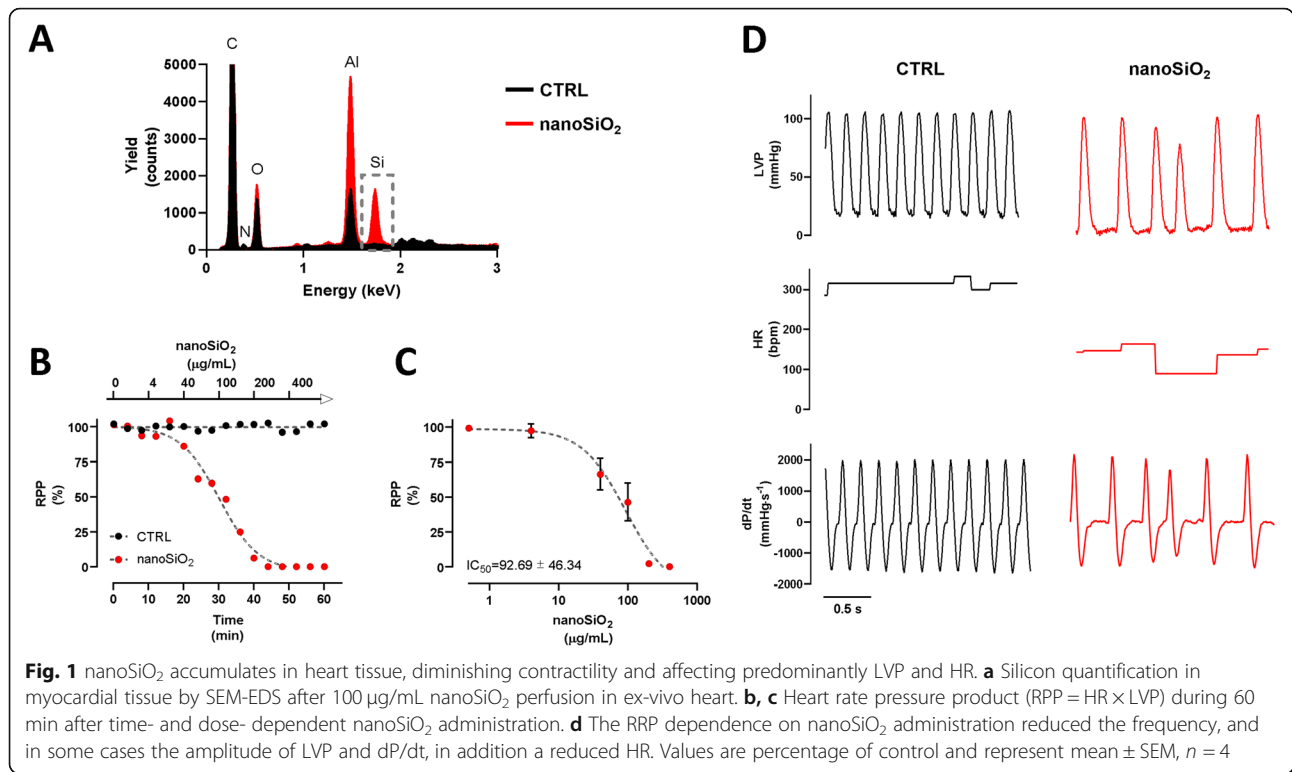 A
C
5000
4000
3000
2000
1000
0
Yield
(counts)
N
O
Al
Si
CTRL
nanoSiO₂
0
1
2
3
Energy (keV)
B
nanoSiO₂
(μg/mL)
0 4 40 100 200 400
100
75
50
25
0
RPP
(%)
CTRL
nanoSiO₂
0 10 20 30 40 50 60
Time
(min)
C
100
75
50
25
0
RPP
(%)
IC₅₀=92.69 ± 46.34
1 10 100 1000
nanoSiO₂
(μg/mL)
D
CTRL
nanoSiO₂
100
50
0
LVP
(mmHg)
300
200
100
0
HR
(bpm)
2000
1000
0
-1000
-2000
dP/dt
(mmHg·s⁻¹)
0.5 s
Fig. 1 nanoSiO₂ accumulates in heart tissue, diminishing contractility and affecting predominantly LVP and HR. a Silicon quantification in
myocardial tissue by SEM-EDS after 100 μg/mL nanoSiO₂ perfusion in ex-vivo heart. b, c Heart rate pressure product (RPP = HR × LVP) during 60
min after time- and dose- dependent nanoSiO₂ administration. d The RRP dependence on nanoSiO₂ administration reduced the frequency, and
in some cases the amplitude of LVP and dP/dt, in addition a reduced HR. Values are percentage of control and represent mean ± SEM, n = 4